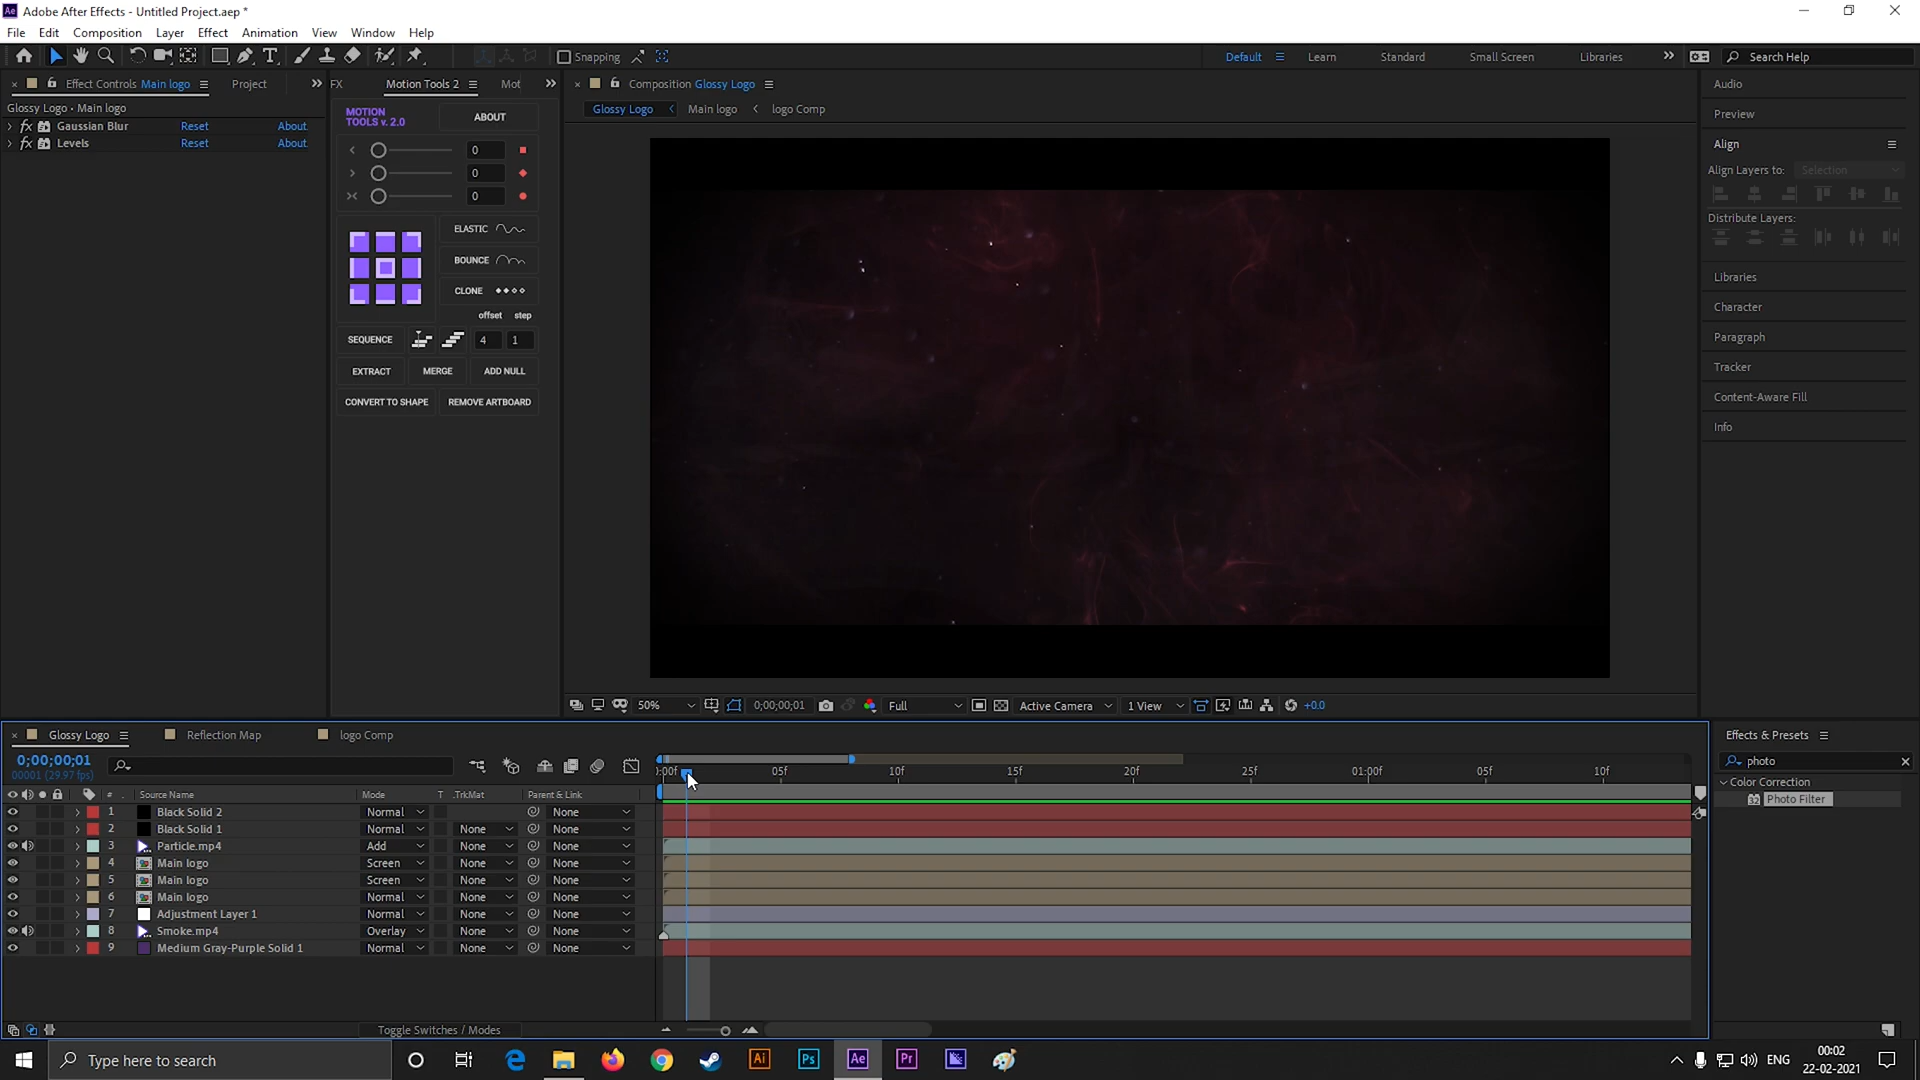 Adobe After Effects - Untitled Project.aep *
File Edit Composition Layer Effect Animation View Window Help
Snapping
Default Learn Standard Small Screen Libraries Search Help
Effect Controls Main logo Project
Glossy Logo • Main logo
fx Gaussian Blur Reset About.
fx Levels Reset About.
FX Motion Tools 2 Mot
MOTION TOOLS v. 2.0 ABOUT
0
0
0
ELASTIC
BOUNCE
CLONE
offset step
SEQUENCE 4 1
EXTRACT MERGE ADD NULL
CONVERT TO SHAPE REMOVE ARTBOARD
Composition Glossy Logo
Glossy Logo Main logo logo Comp
50% 0;00;00;01 Full Active Camera 1 View +0.0
Audio
Preview
Align
Align Layers to: Selection
Distribute Layers:
Libraries
Character
Paragraph
Tracker
Content-Aware Fill
Info
Glossy Logo Reflection Map logo Comp
0;00;00;01
00001 (29.97 fps)
:00f 05f 10f 15f 20f 25f 01:00f 05f 10f
# Source Name Mode T .TrkMat Parent & Link
1 Black Solid 2 Normal None
2 Black Solid 1 Normal None None
3 Particle.mp4 Add None None
4 Main logo Screen None None
5 Main logo Screen None None
6 Main logo Normal None None
7 Adjustment Layer 1 Normal None None
8 Smoke.mp4 Overlay None None
9 Medium Gray-Purple Solid 1 Normal None None
Toggle Switches / Modes
Effects & Presets
photo
Color Correction
32 Photo Filter
Type here to search
Ai Ps Ae Pr
ENG
00:02
22-02-2021